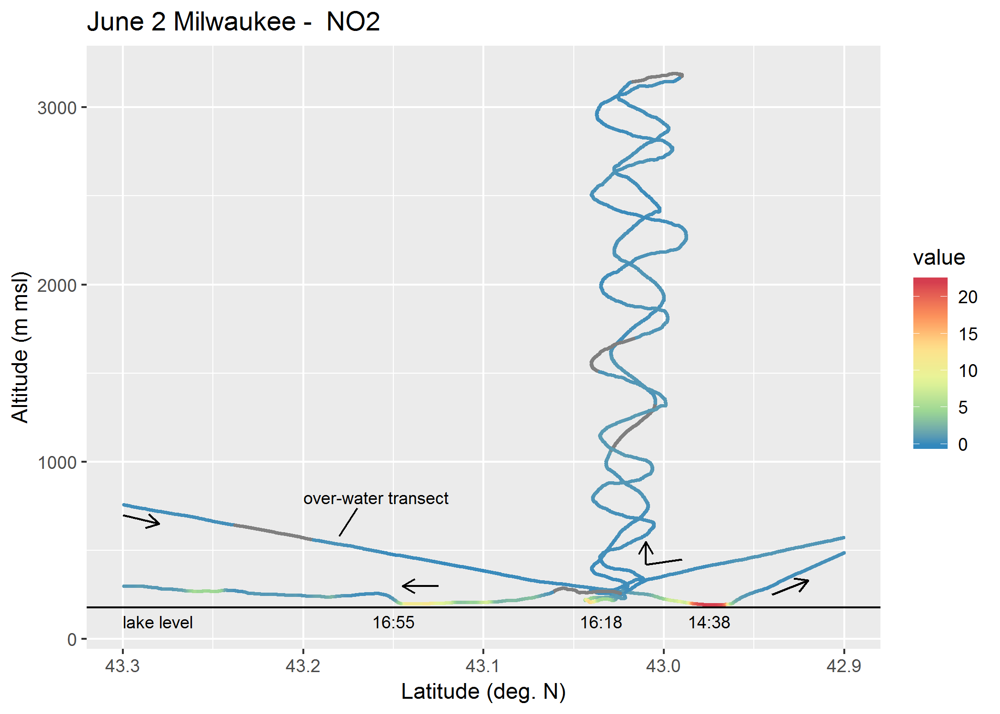 June 2 Milwaukee -  NO2
Altitude (m msl)
3000
2000
1000
0
over-water transect
lake level
16:55
16:18
14:38
43.3
43.2
43.1
43.0
42.9
Latitude (deg. N)
value
20
15
10
5
0